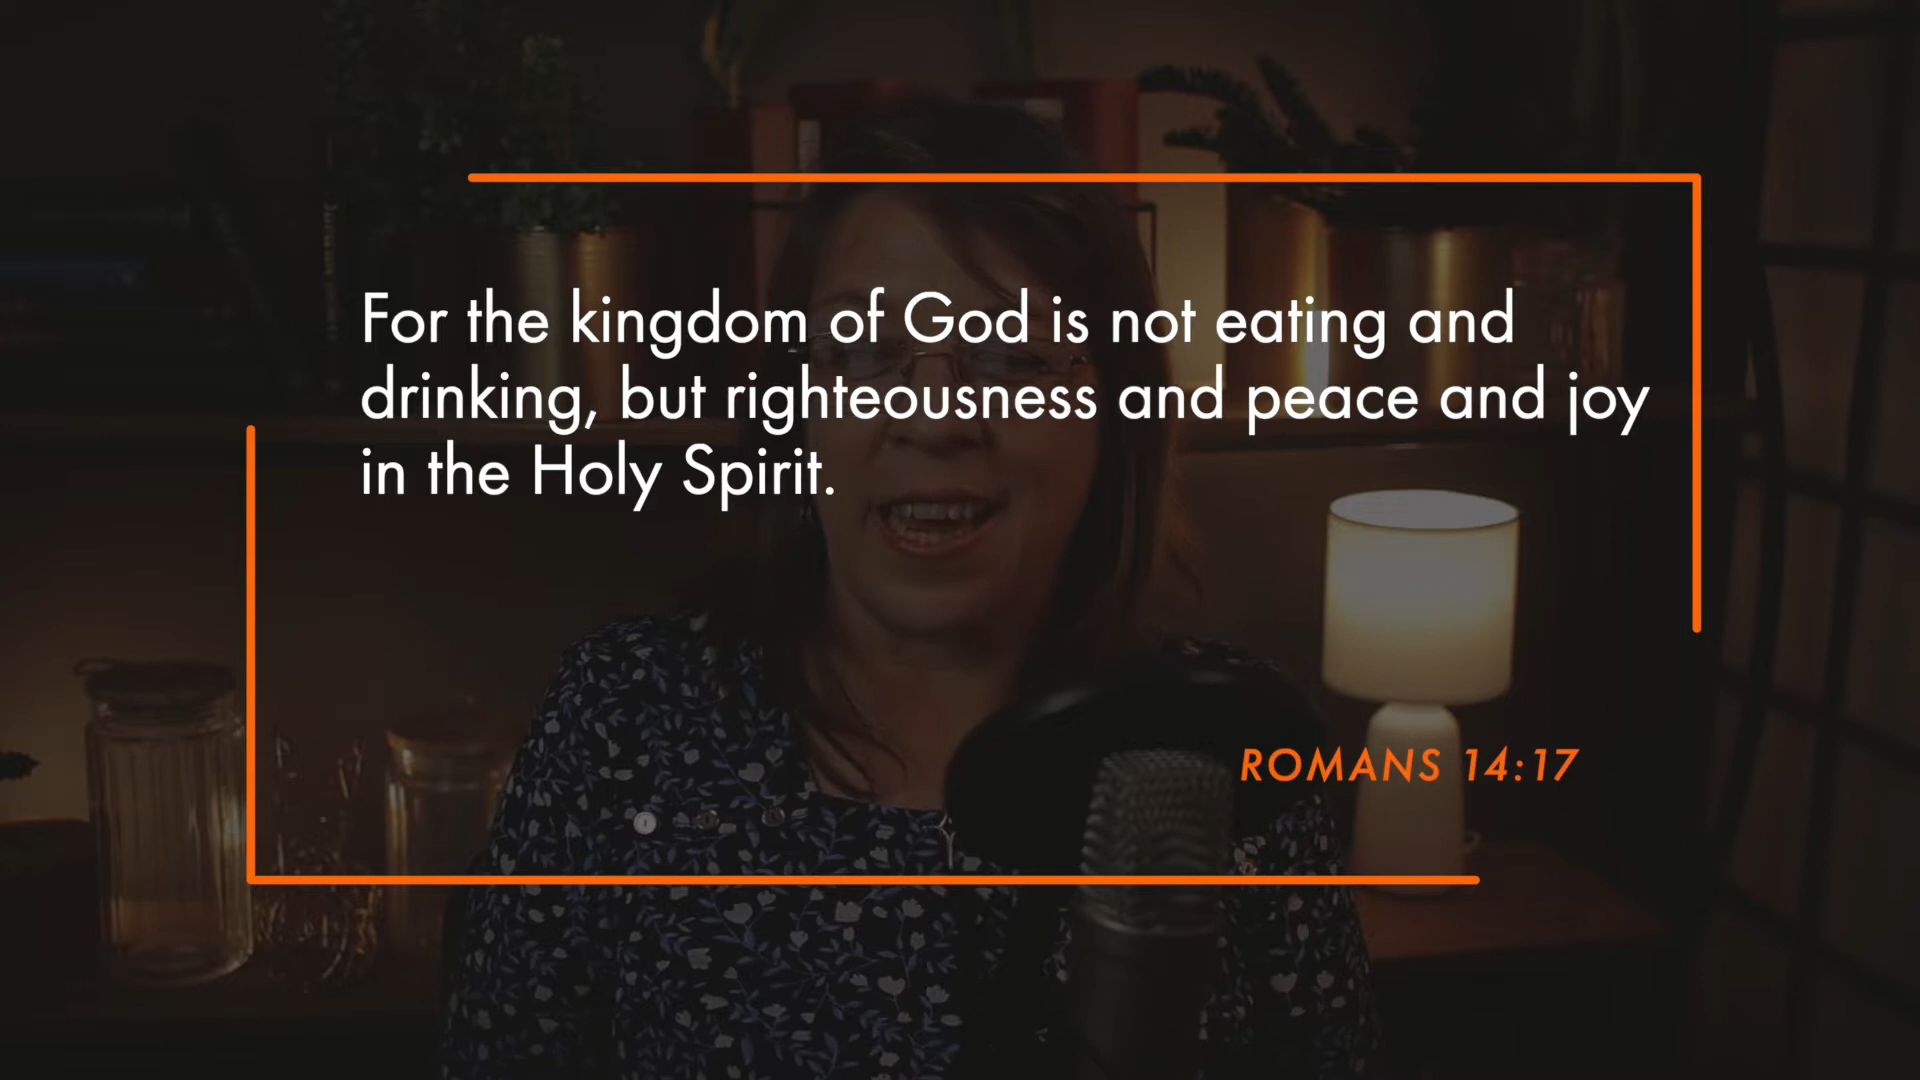 For the kingdom of God is not eating and
drinking, but righteousness and peace and joy
in the Holy Spirit.
ROMANS 14:17